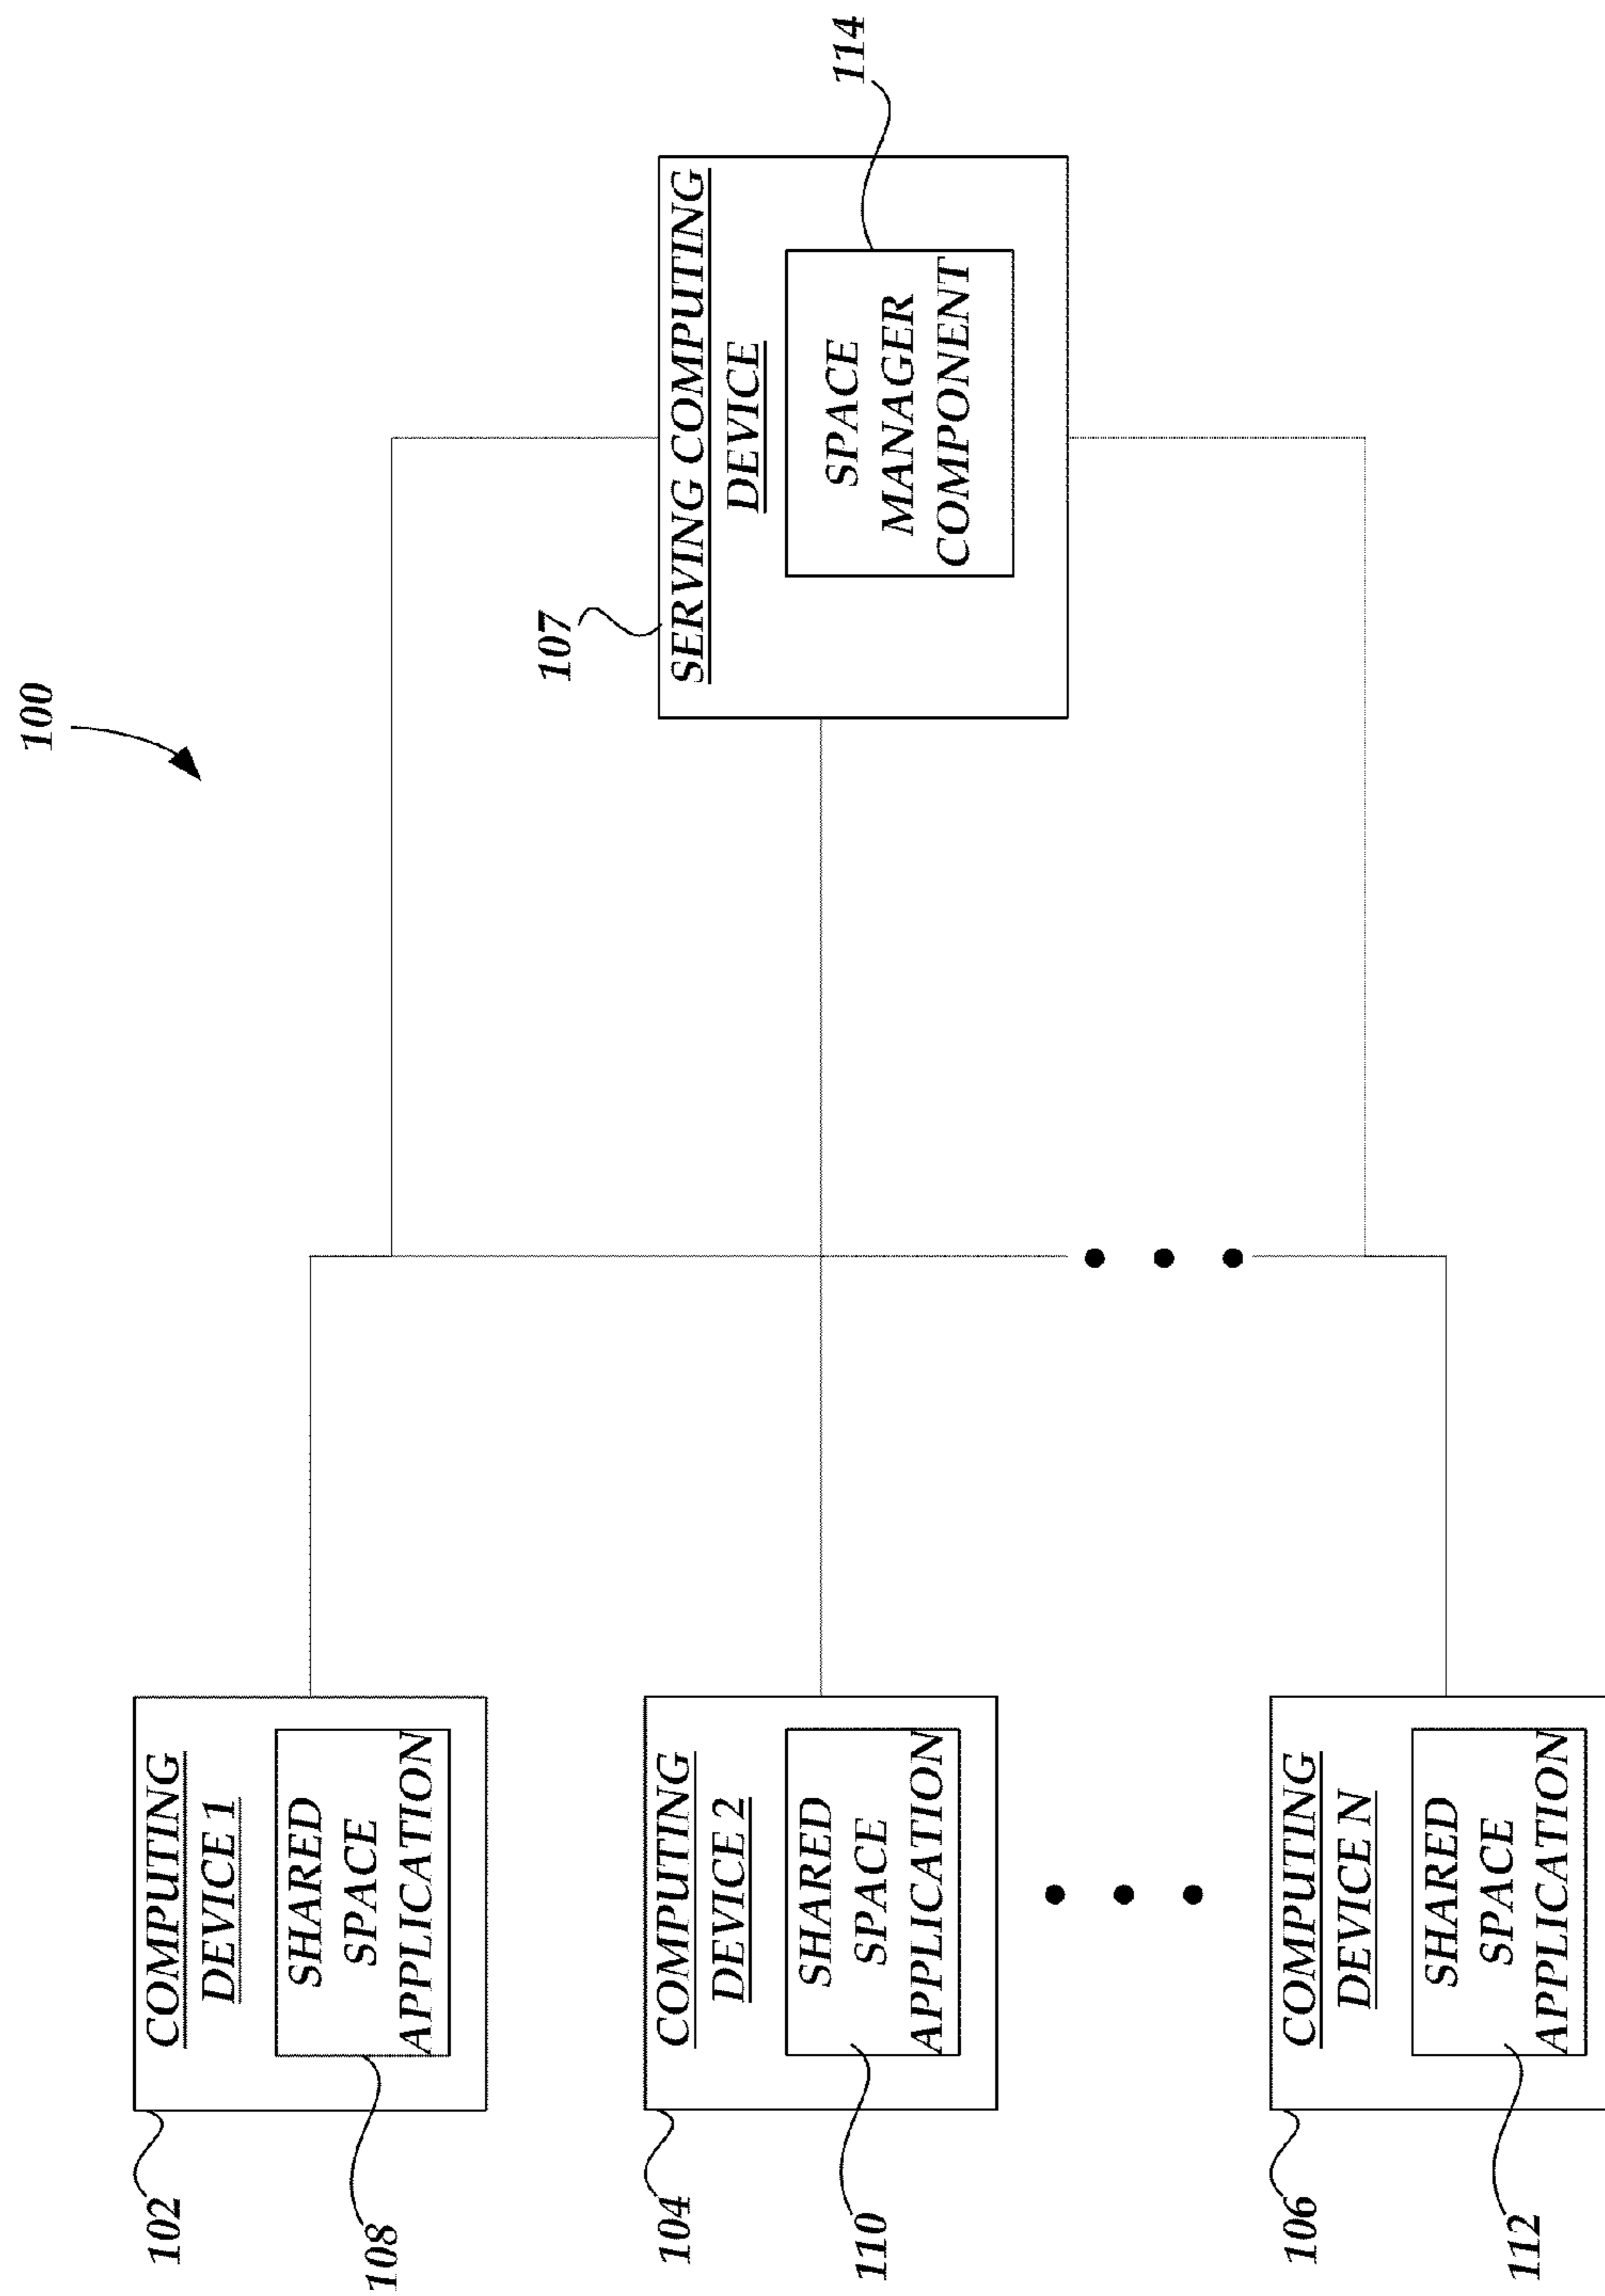 100
102
COMPUTING
DEVICE 1
SHARED
SPACE
APPLICATION
108
104
COMPUTING
DEVICE 2
SHARED
SPACE
APPLICATION
110
106
COMPUTING
DEVICE N
SHARED
SPACE
APPLICATION
112
107
SERVING COMPUTING
DEVICE
SPACE
MANAGER
COMPONENT
114